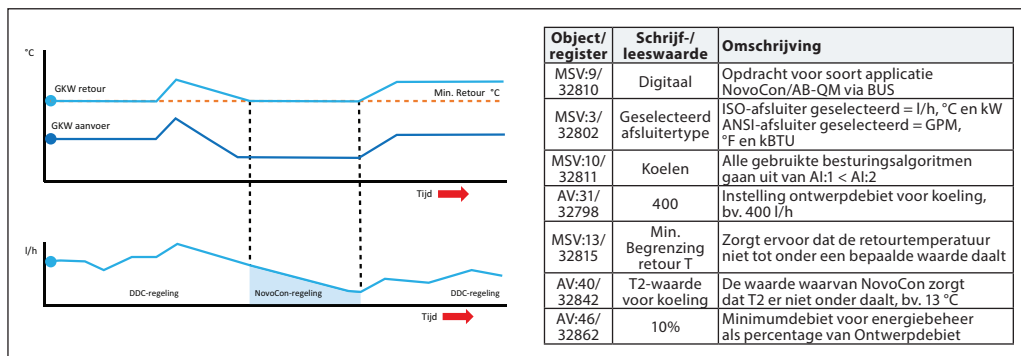 °C
GKW retour
Min. Retour °C
GKW aanvoer
Tijd
l/h
DDC-regeling
NovoCon-regeling
DDC-regeling
Tijd
Object/
register
Schrijf-/
leeswaarde
Omschrijving
MSV:9/
32810
Digitaal
Opdracht voor soort applicatie
NovoCon/AB-QM via BUS
MSV:3/
32802
Geselecteerd
afsluitertype
ISO-afsluiter geselecteerd = l/h, °C en kW
ANSI-afsluiter geselecteerd = GPM,
°F en kBTU
MSV:10/
32811
Koelen
Alle gebruikte besturingsalgoritmen
gaan uit van AI:1 < AI:2
AV:31/
32798
400
Instelling ontwerpdebiet voor koeling,
bv. 400 l/h
MSV:13/
32815
Min.
Begrenzing
retour T
Zorgt ervoor dat de retourtemperatuur
niet tot onder een bepaalde waarde daalt
AV:40/
32842
T2-waarde
voor koeling
De waarde waarvan NovoCon zorgt
dat T2 er niet onder daalt, bv. 13 °C
AV:46/
32862
10%
Minimumdebiet voor energiebeheer
als percentage van Ontwerpdebiet